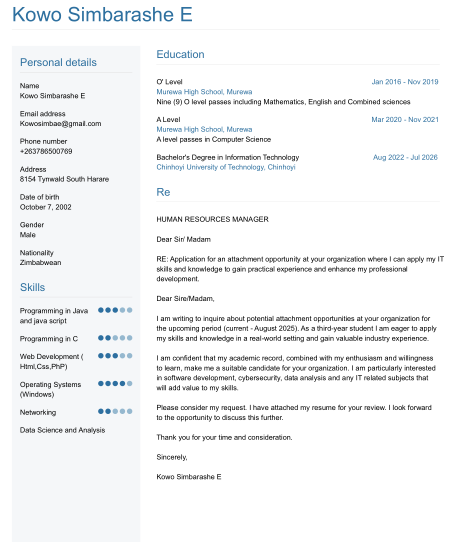 Kowo Simbarashe E
Personal details
Name
Kowo Simbarashe E
Email address
Kowosimbae@gmail.com
Phone number
+263786500769
Address
8154 Tynwald South Harare
Date of birth
October 7, 2002
Gender
Male
Nationality
Zimbabwean
Skills
Programming in Java
and java script
Programming in C
Web Development (
Html,Css,PhP)
Operating Systems
(Windows)
Networking
Data Science and Analysis
Education
O' Level Jan 2016 - Nov 2019
Murewa High School, Murewa
Nine (9) O level passes including Mathematics, English and Combined sciences
A Level Mar 2020 - Nov 2021
Murewa High School, Murewa
A level passes in Computer Science
Bachelor's Degree in Information Technology Aug 2022 - Jul 2026
Chinhoyi University of Technology, Chinhoyi
Re
HUMAN RESOURCES MANAGER
Dear Sir/ Madam
RE: Application for an attachment opportunity at your organization where I can apply my IT
skills and knowledge to gain practical experience and enhance my professional
development.
Dear Sire/Madam,
I am writing to inquire about potential attachment opportunities at your organization for
the upcoming period (current - August 2025). As a third-year student I am eager to apply
my skills and knowledge in a real-world setting and gain valuable industry experience.
I am confident that my academic record, combined with my enthusiasm and willingness
to learn, make me a suitable candidate for your organization. I am particularly interested
in software development, cybersecurity, data analysis and any IT related subjects that
will add value to my skills.
Please consider my request. I have attached my resume for your review. I look forward
to the opportunity to discuss this further.
Thank you for your time and consideration.
Sincerely,
Kowo Simbarashe E